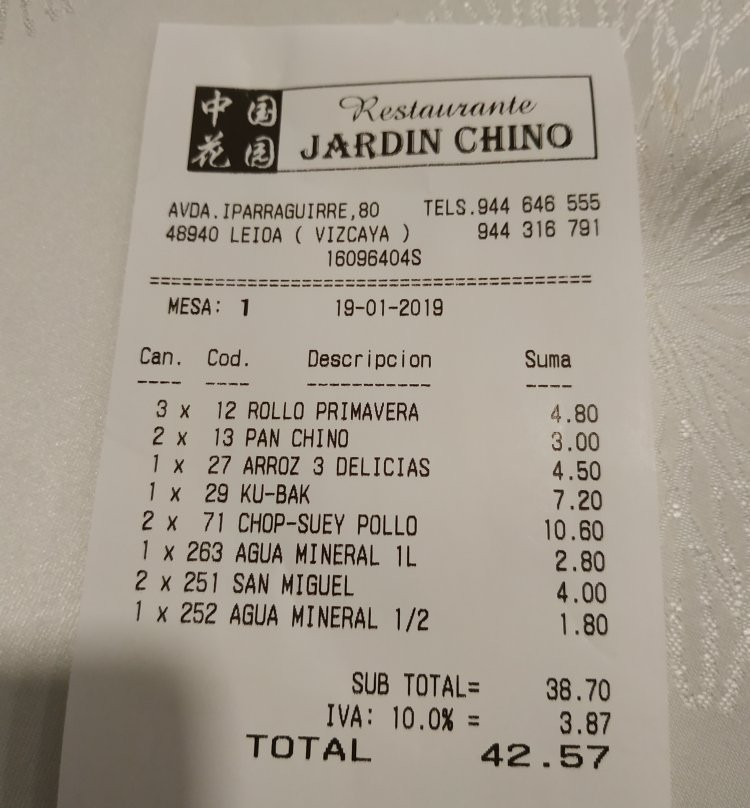 中国
花园
Restaurante
JARDIN CHINO
AVDA.IPARRAGUIRRE,80 TELS.944 646 555
48940 LEIOA ( VIZCAYA ) 944 316 791
16096404S
=================================================
MESA: 1 19-01-2019
Can. Cod. Descripcion Suma
---- ---- ----------- ----
3 x 12 ROLLO PRIMAVERA 4.80
2 x 13 PAN CHINO 3.00
1 x 27 ARROZ 3 DELICIAS 4.50
1 x 29 KU-BAK 7.20
2 x 71 CHOP-SUEY POLLO 10.60
1 x 263 AGUA MINERAL 1L 2.80
2 x 251 SAN MIGUEL 4.00
1 x 252 AGUA MINERAL 1/2 1.80
SUB TOTAL= 38.70
IVA: 10.0% = 3.87
TOTAL 42.57